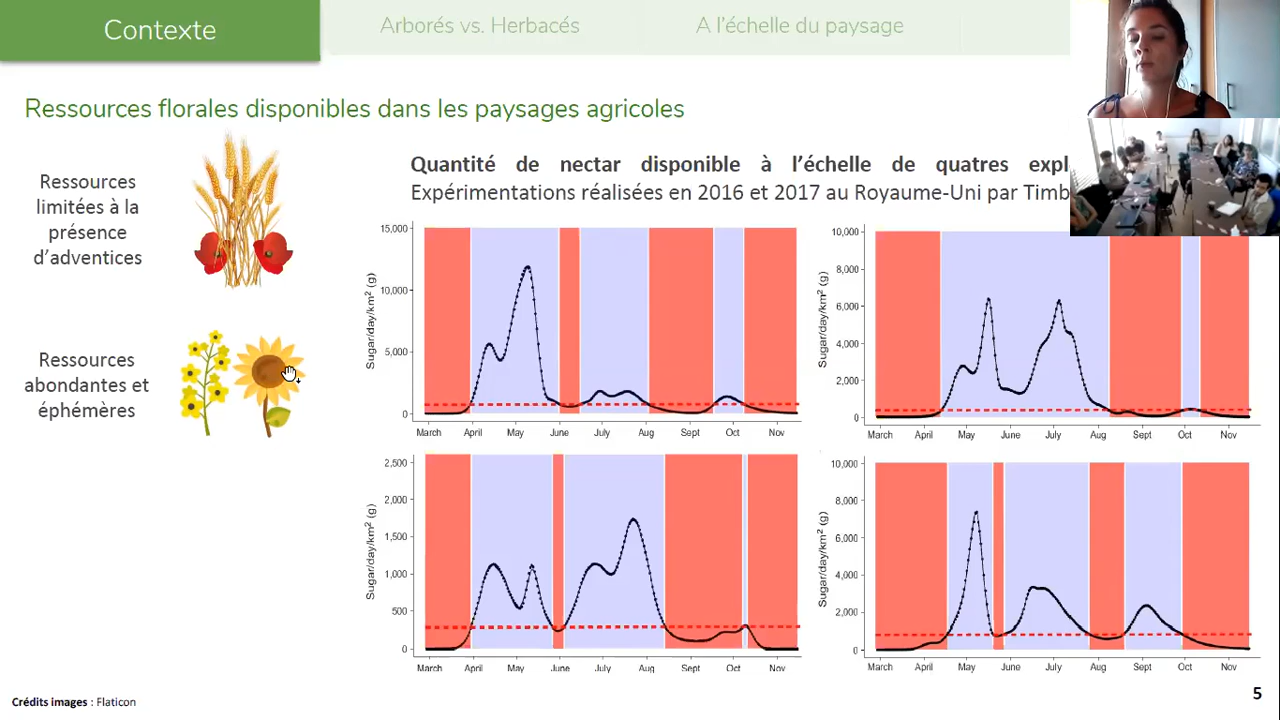 Contexte
Arborés vs. Herbacés
A l'échelle du paysage
Ressources florales disponibles dans les paysages agricoles
Ressources
limitées à la
présence
d'adventices
Ressources
abondantes et
éphémères
Quantité de nectar disponible à l'échelle de quatres expl
Expérimentations réalisées en 2016 et 2017 au Royaume-Uni par Timb
Sugar/day/km² (g)
15,000
10,000
5,000
0
March April May June July Aug Sept Oct Nov
Sugar/day/km² (g)
10,000
8,000
6,000
4,000
2,000
0
March April May June July Aug Sept Oct Nov
Sugar/day/km² (g)
2,500
2,000
1,500
1,000
500
0
March April May June July Aug Sept Oct Nov
Sugar/day/km² (g)
10,000
8,000
6,000
4,000
2,000
0
March April May June July Aug Sept Oct Nov
Crédits images : Flaticon
5